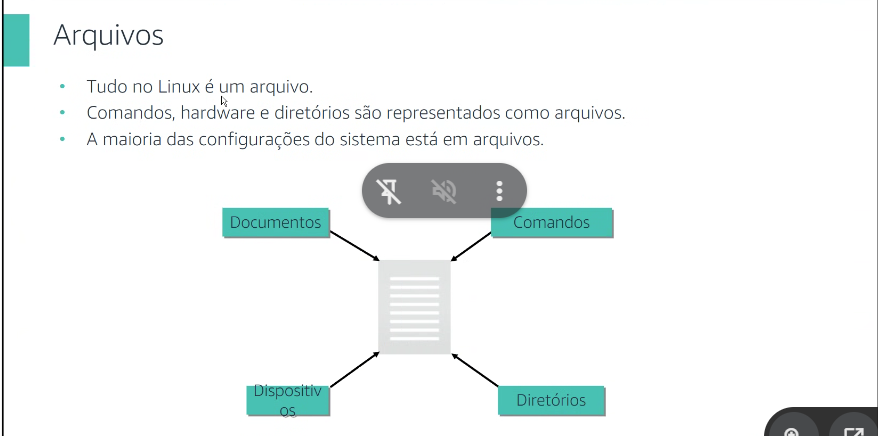 Arquivos
• Tudo no Linux é um arquivo.
• Comandos, hardware e diretórios são representados como arquivos.
• A maioria das configurações do sistema está em arquivos.
Documentos
Comandos
Dispositiv
os
Diretórios